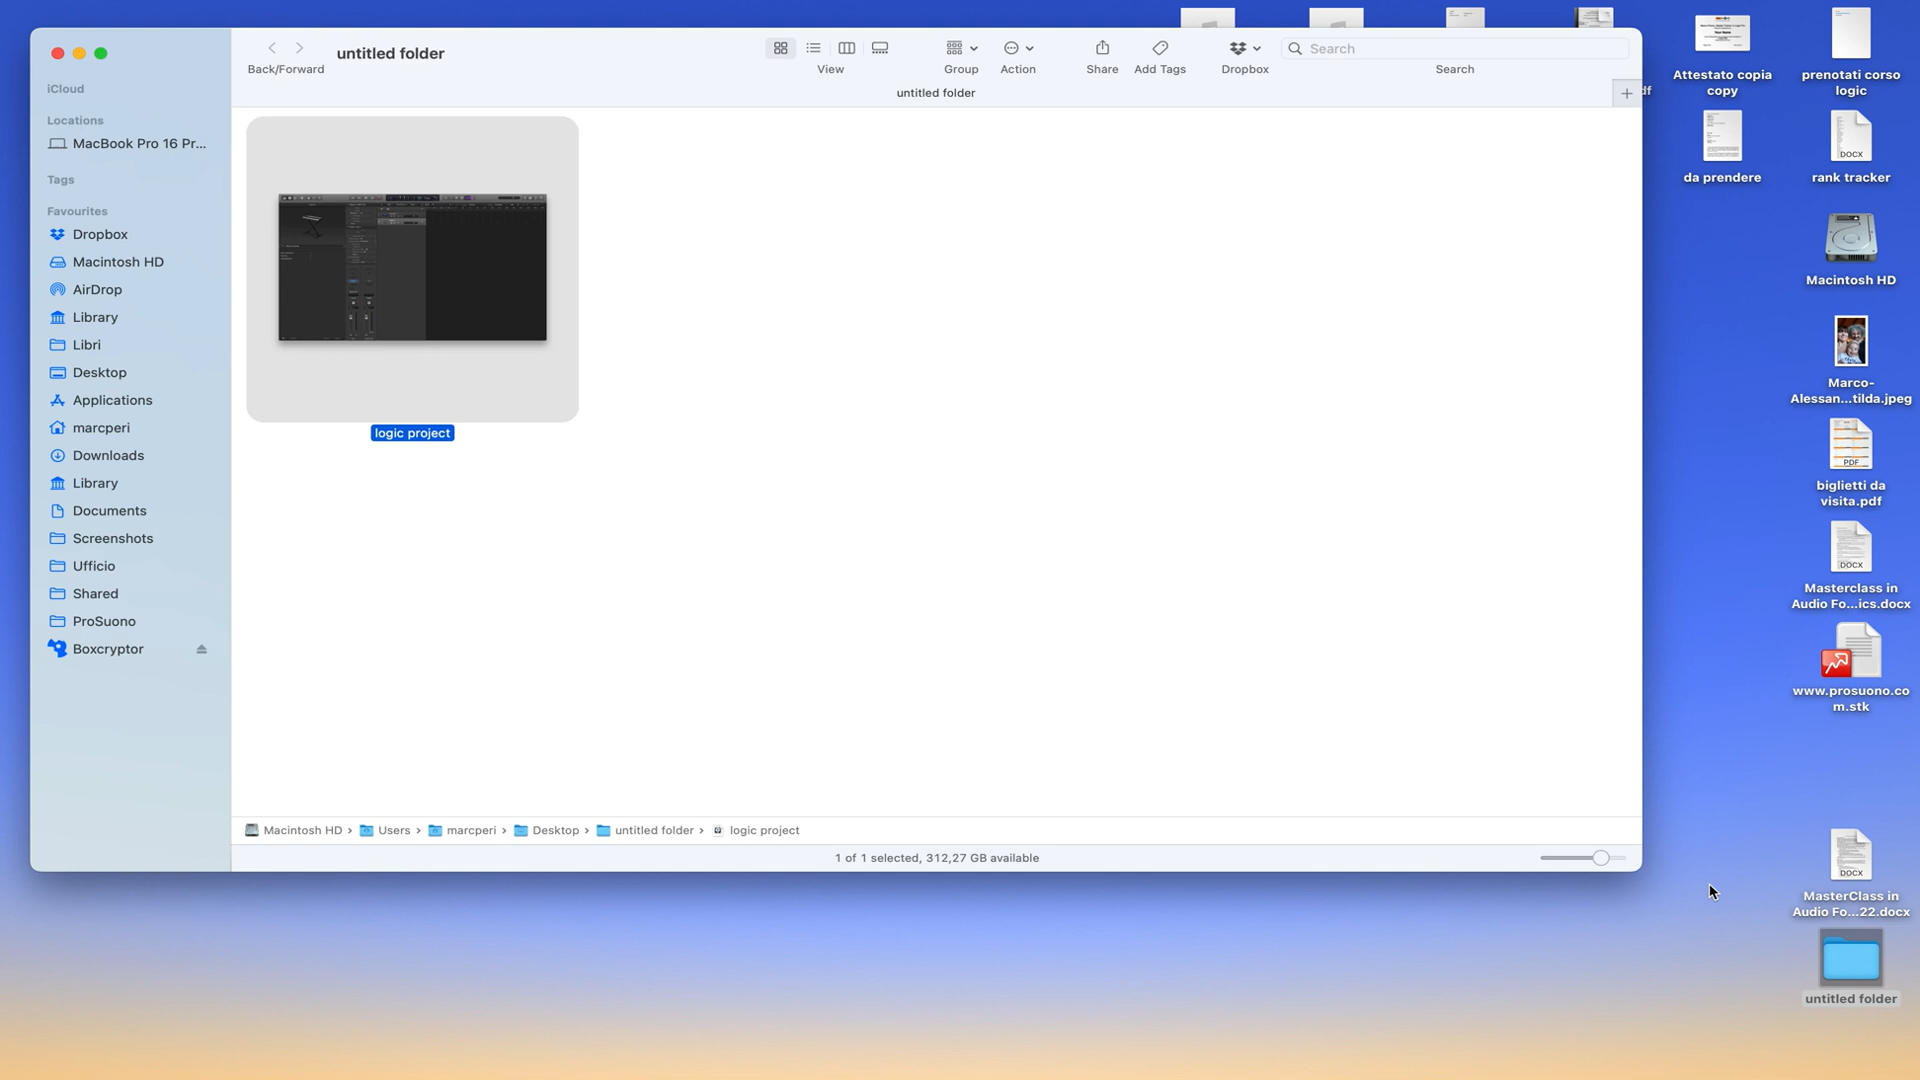 untitled folder
Back/Forward
View
Group
Action
Share
Add Tags
Dropbox
Search
Search
untitled folder
iCloud
Locations
MacBook Pro 16 Pr...
Tags
Favourites
Dropbox
Macintosh HD
AirDrop
Library
Libri
Desktop
Applications
marcperi
Downloads
Library
Documents
Screenshots
Ufficio
Shared
ProSuono
Boxcryptor
logic project
Macintosh HD › Users › marcperi › Desktop › untitled folder › logic project
1 of 1 selected, 312,27 GB available
df
Attestato copia
copy
prenotati corso
logic
da prendere
DOCX
rank tracker
Macintosh HD
Marco-
Alessan...tilda.jpeg
PDF
biglietti da
visita.pdf
DOCX
Masterclass in
Audio Fo...ics.docx
www.prosuono.co
m.stk
DOCX
MasterClass in
Audio Fo...22.docx
untitled folder